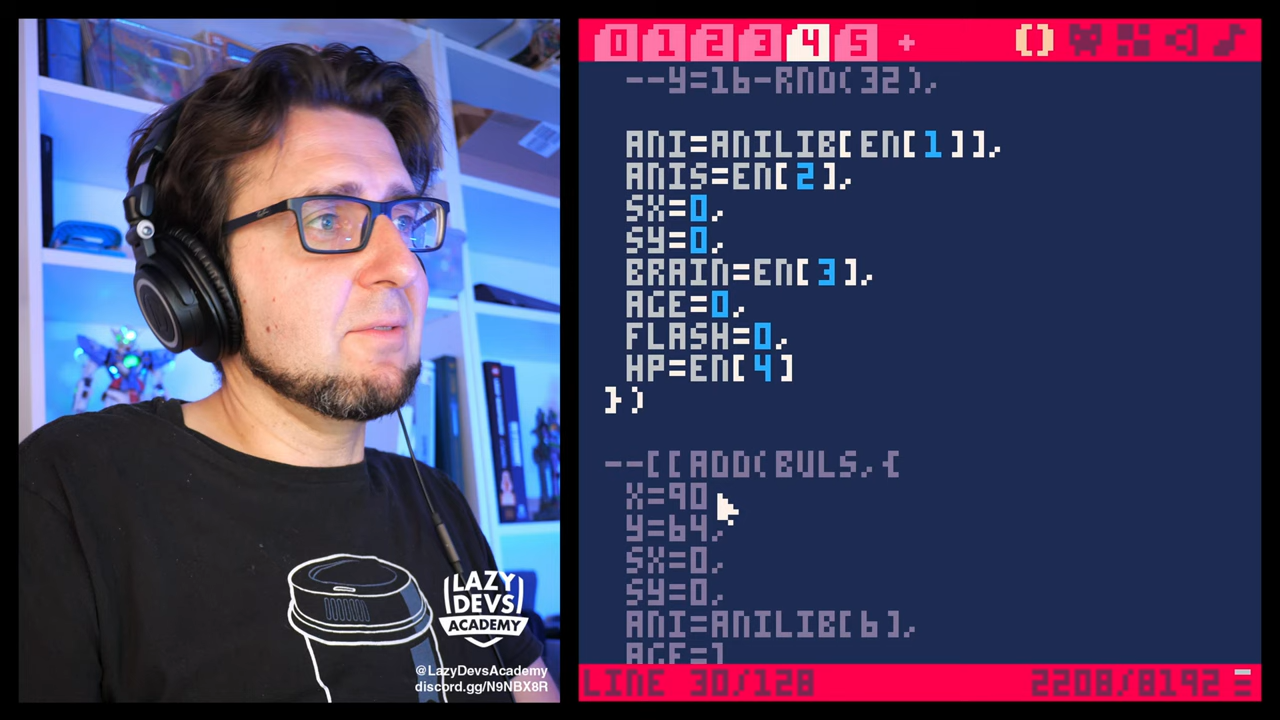 0 1 2 3 4 5 +
--Y=16-RND(32),
ANI=ANILIB[EN[1]],
ANIS=EN[2],
SX=0,
SY=0,
BRAIN=EN[3],
AGE=0,
FLASH=0,
HP=EN[4]
})
--[[ADD(BULS,{
X=90
Y=64,
SX=0,
SY=0,
ANI=ANILIB[6],
AGE=1
LINE 30/128
2208/8192
LAZY
DEVS
ACADEMY
@LazyDevsAcademy
discord.gg/N9NBX8R